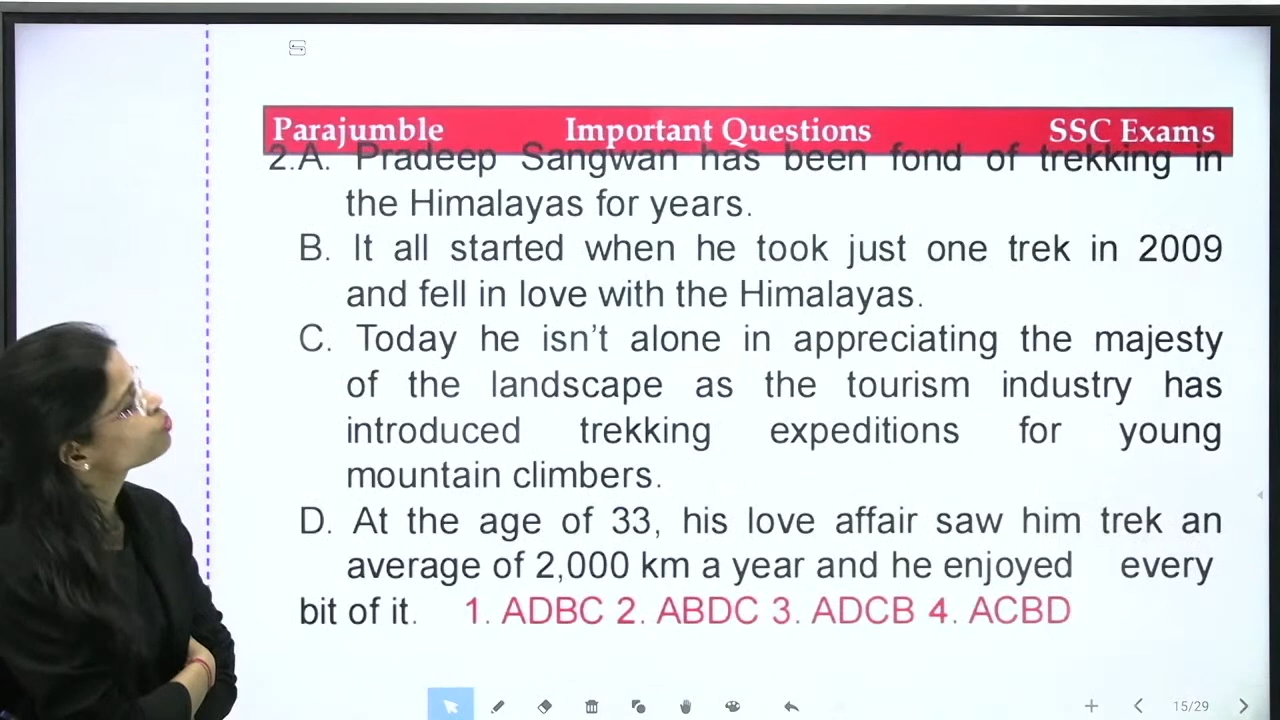 Parajumble Important Questions SSC Exams
2.A. Pradeep Sangwan has been fond of trekking in
the Himalayas for years.
B. It all started when he took just one trek in 2009
and fell in love with the Himalayas.
C. Today he isn’t alone in appreciating the majesty
of the landscape as the tourism industry has
introduced trekking expeditions for young
mountain climbers.
D. At the age of 33, his love affair saw him trek an
average of 2,000 km a year and he enjoyed every
bit of it. 1. ADBC 2. ABDC 3. ADCB 4. ACBD
15/29